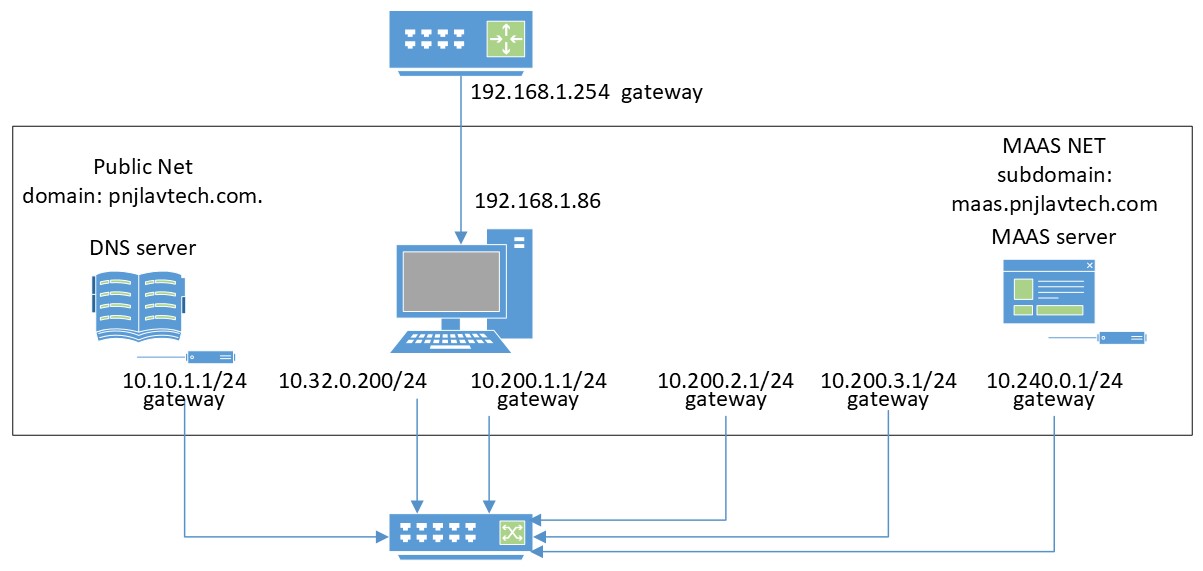 192.168.1.254  gateway
Public Net
domain: pnjlavtech.com.
DNS server
192.168.1.86
MAAS NET
subdomain:
maas.pnjlavtech.com
MAAS server
10.10.1.1/24
gateway
10.32.0.200/24
10.200.1.1/24
gateway
10.200.2.1/24
gateway
10.200.3.1/24
gateway
10.240.0.1/24
gateway